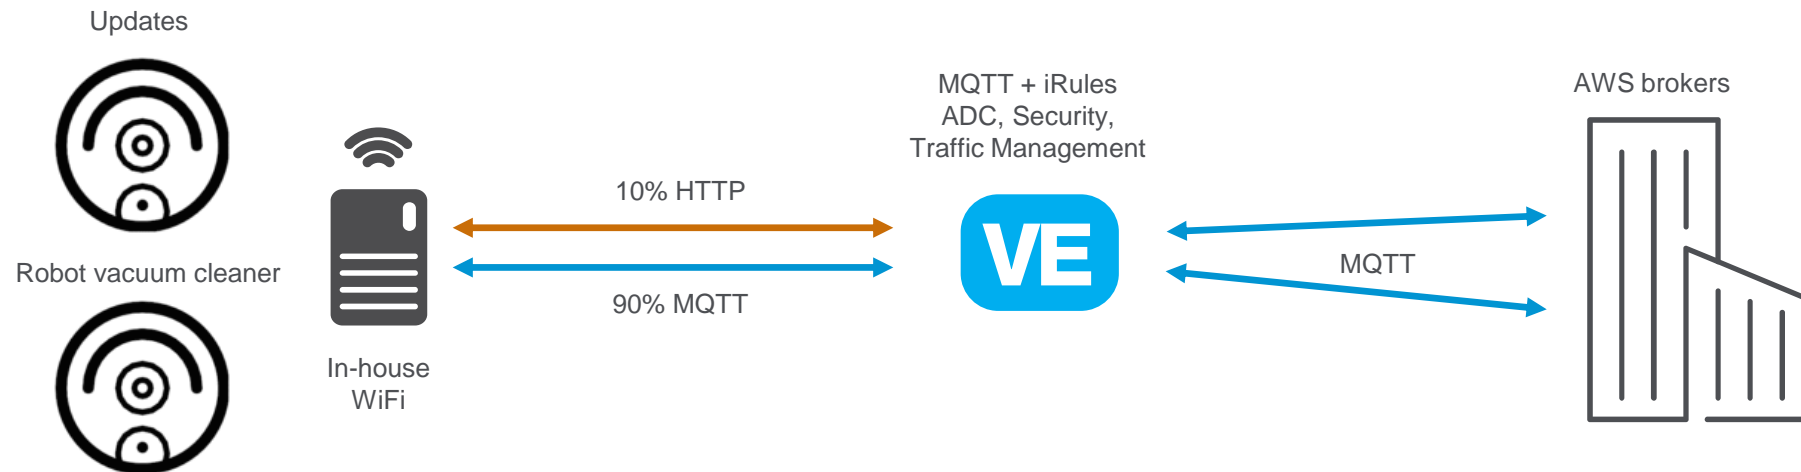 Updates
Robot vacuum cleaner
In-house
WiFi
10% HTTP
90% MQTT
MQTT + iRules
ADC, Security,
Traffic Management
VE
MQTT
AWS brokers